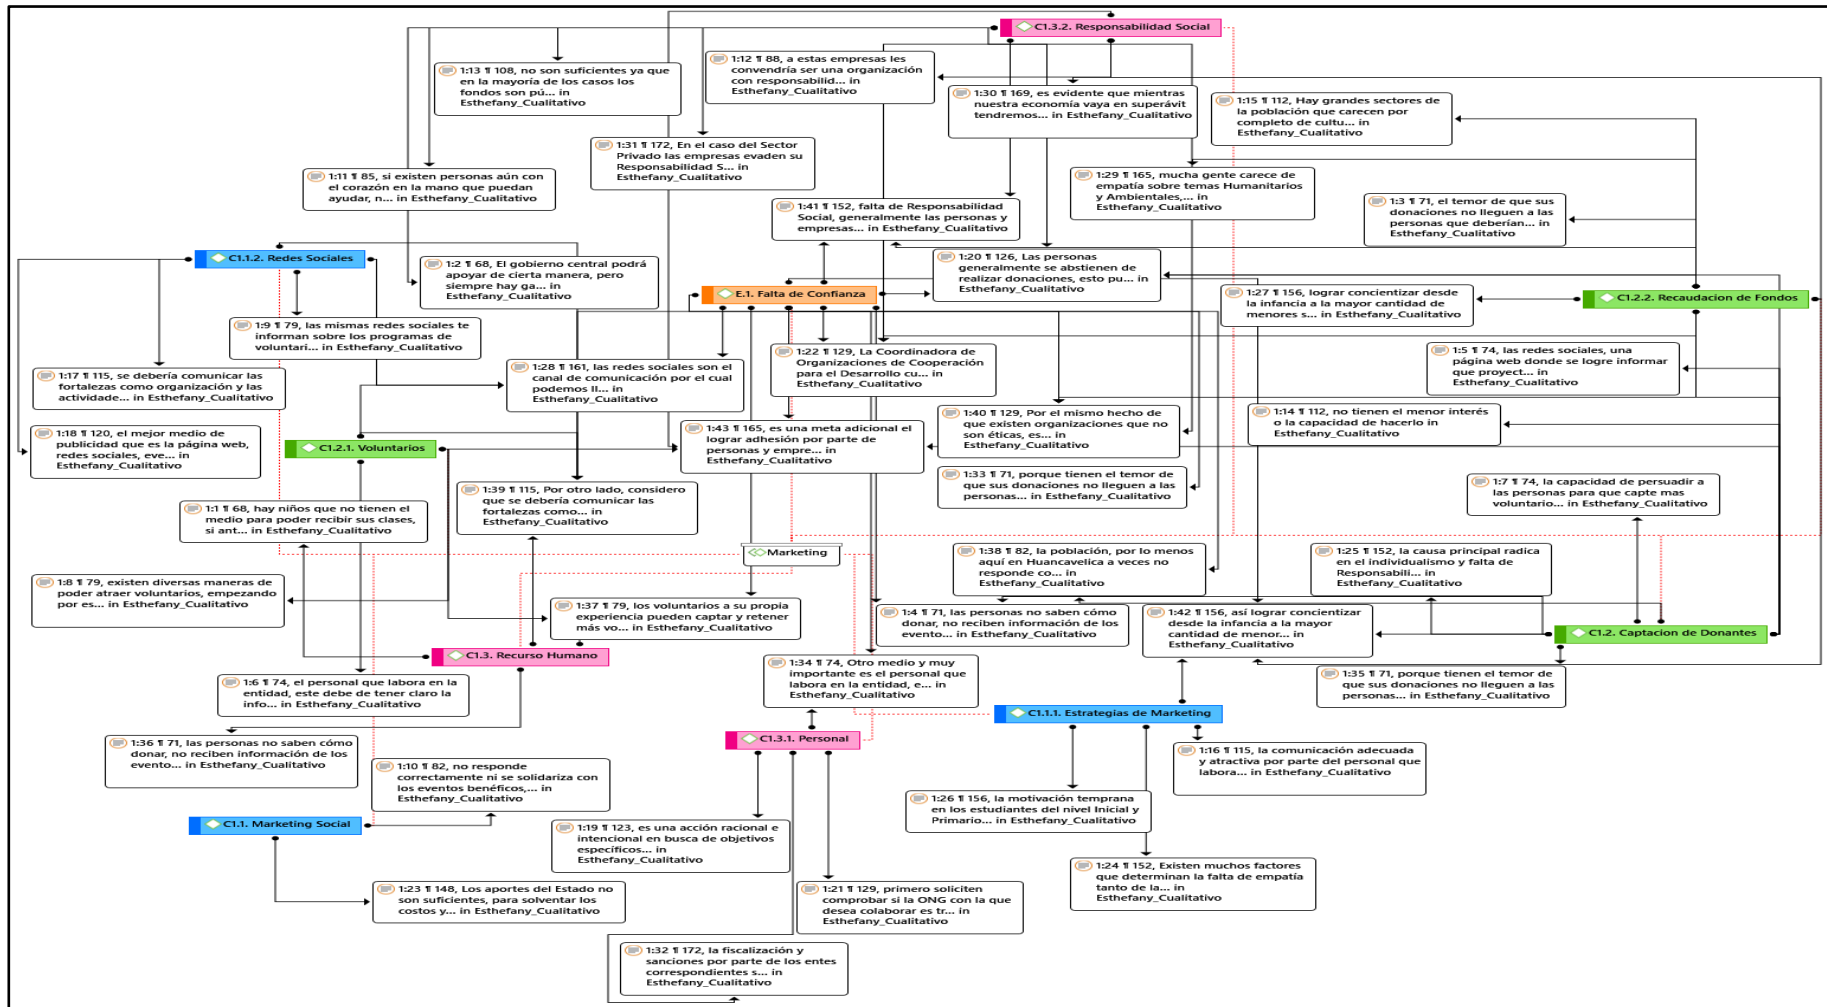 C1.3.2. Responsabilidad Social
1:13 ¶ 108, no son suficientes ya que
en la mayoría de los casos los
fondos son pú... in
Esthefany_Cualitativo
1:12 ¶ 88, a estas empresas les
convendría ser una organización
con responsabilid... in
Esthefany_Cualitativo
1:30 ¶ 169, es evidente que mientras
nuestra economía vaya en superávit
tendremos... in
Esthefany_Cualitativo
1:15 ¶ 112, Hay grandes sectores de
la población que carecen por
completo de cultu... in
Esthefany_Cualitativo
1:31 ¶ 172, En el caso del Sector
Privado las empresas evaden su
Responsabilidad S... in
Esthefany_Cualitativo
1:11 ¶ 85, si existen personas aún con
el corazón en la mano que puedan
ayudar, n... in Esthefany_Cualitativo
1:29 ¶ 165, mucha gente carece de
empatía sobre temas Humanitarios
y Ambientales,... in
Esthefany_Cualitativo
1:41 ¶ 152, falta de Responsabilidad
Social, generalmente las personas y
empresas... in Esthefany_Cualitativo
1:3 ¶ 71, el temor de que sus
donaciones no lleguen a las
personas que deberían... in
Esthefany_Cualitativo
C1.1.2. Redes Sociales
1:2 ¶ 68, El gobierno central podrá
apoyar de cierta manera, pero
siempre hay ga... in
Esthefany_Cualitativo
1:20 ¶ 126, Las personas
generalmente se abstienen de
realizar donaciones, esto pu... in
Esthefany_Cualitativo
E.1. Falta de Confianza
1:27 ¶ 156, lograr concientizar desde
la infancia a la mayor cantidad de
menores s... in Esthefany_Cualitativo
C1.2.2. Recaudacion de Fondos
1:9 ¶ 79, las mismas redes sociales te
informan sobre los programas de
voluntari... in Esthefany_Cualitativo
1:17 ¶ 115, se debería comunicar las
fortalezas como organización y las
actividade... in Esthefany_Cualitativo
1:28 ¶ 161, las redes sociales son el
canal de comunicación por el cual
podemos ll... in
Esthefany_Cualitativo
1:22 ¶ 129, La Coordinadora de
Organizaciones de Cooperación
para el Desarrollo cu... in
Esthefany_Cualitativo
1:5 ¶ 74, las redes sociales, una
página web donde se logre informar
que proyect... in
Esthefany_Cualitativo
1:18 ¶ 120, el mejor medio de
publicidad que es la página web,
redes sociales, eve... in
Esthefany_Cualitativo
C1.2.1. Voluntarios
1:43 ¶ 165, es una meta adicional el
lograr adhesión por parte de
personas y empre... in
Esthefany_Cualitativo
1:40 ¶ 129, Por el mismo hecho de
que existen organizaciones que no
son éticas, es... in
Esthefany_Cualitativo
1:14 ¶ 112, no tienen el menor interés
o la capacidad de hacerlo in
Esthefany_Cualitativo
1:33 ¶ 71, porque tienen el temor de
que sus donaciones no lleguen a las
personas... in Esthefany_Cualitativo
1:7 ¶ 74, la capacidad de persuadir a
las personas para que capte mas
voluntario... in
Esthefany_Cualitativo
1:39 ¶ 115, Por otro lado, considero
que se debería comunicar las
fortalezas como... in
Esthefany_Cualitativo
1:1 ¶ 68, hay niños que no tienen el
medio para poder recibir sus clases,
si ant... in Esthefany_Cualitativo
Marketing
1:38 ¶ 82, la población, por lo menos
aquí en Huancavelica a veces no
responde co... in
Esthefany_Cualitativo
1:25 ¶ 152, la causa principal radica
en el individualismo y falta de
Responsabili... in
Esthefany_Cualitativo
1:8 ¶ 79, existen diversas maneras de
poder atraer voluntarios, empezando
por es... in Esthefany_Cualitativo
1:37 ¶ 79, los voluntarios a su propia
experiencia pueden captar y retener
más vo... in Esthefany_Cualitativo
1:4 ¶ 71, las personas no saben cómo
donar, no reciben información de los
evento... in Esthefany_Cualitativo
1:42 ¶ 156, así lograr concientizar
desde la infancia a la mayor
cantidad de menor... in
Esthefany_Cualitativo
C1.2. Captacion de Donantes
C1.3. Recurso Humano
1:34 ¶ 74, Otro medio y muy
importante es el personal que
labora en la entidad, e... in
Esthefany_Cualitativo
1:35 ¶ 71, porque tienen el temor de
que sus donaciones no lleguen a las
personas... in Esthefany_Cualitativo
1:6 ¶ 74, el personal que labora en la
entidad, este debe de tener claro la
info... in Esthefany_Cualitativo
C1.1.1. Estrategias de Marketing
1:36 ¶ 71, las personas no saben cómo
donar, no reciben información de los
evento... in Esthefany_Cualitativo
C1.3.1. Personal
1:16 ¶ 115, la comunicación adecuada
y atractiva por parte del personal que
labora... in Esthefany_Cualitativo
1:10 ¶ 82, no responde
correctamente ni se solidariza con
los eventos benéficos,... in
Esthefany_Cualitativo
1:26 ¶ 156, la motivación temprana
en los estudiantes del nivel Inicial y
Primario... in Esthefany_Cualitativo
C1.1. Marketing Social
1:19 ¶ 123, es una acción racional e
intencional en busca de objetivos
específicos... in
Esthefany_Cualitativo
1:24 ¶ 152, Existen muchos factores
que determinan la falta de empatía
tanto de la... in
Esthefany_Cualitativo
1:23 ¶ 148, Los aportes del Estado no
son suficientes, para solventar los
costos y... in Esthefany_Cualitativo
1:21 ¶ 129, primero soliciten
comprobar si la ONG con la que
desea colaborar es tr... in
Esthefany_Cualitativo
1:32 ¶ 172, la fiscalización y
sanciones por parte de los entes
correspondientes s... in
Esthefany_Cualitativo